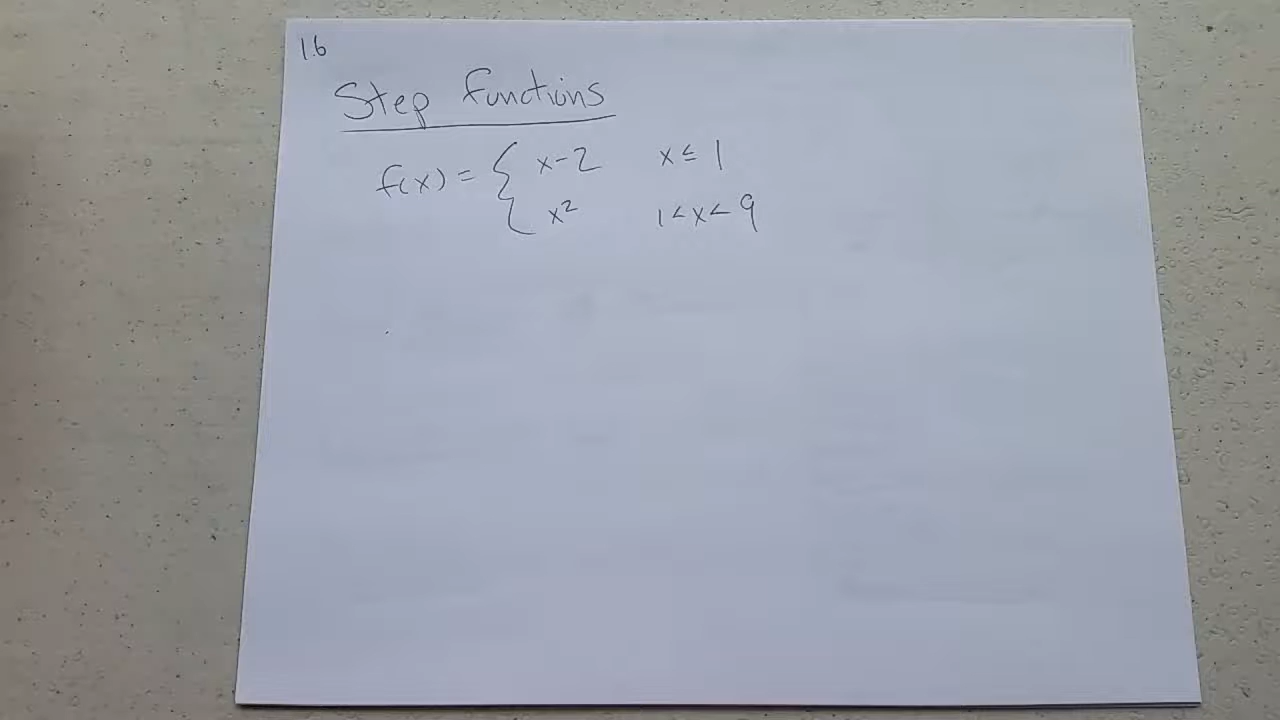 1.6
Step functions
f(x) = { x-2 x ≤ 1
x² 1 < x < 9